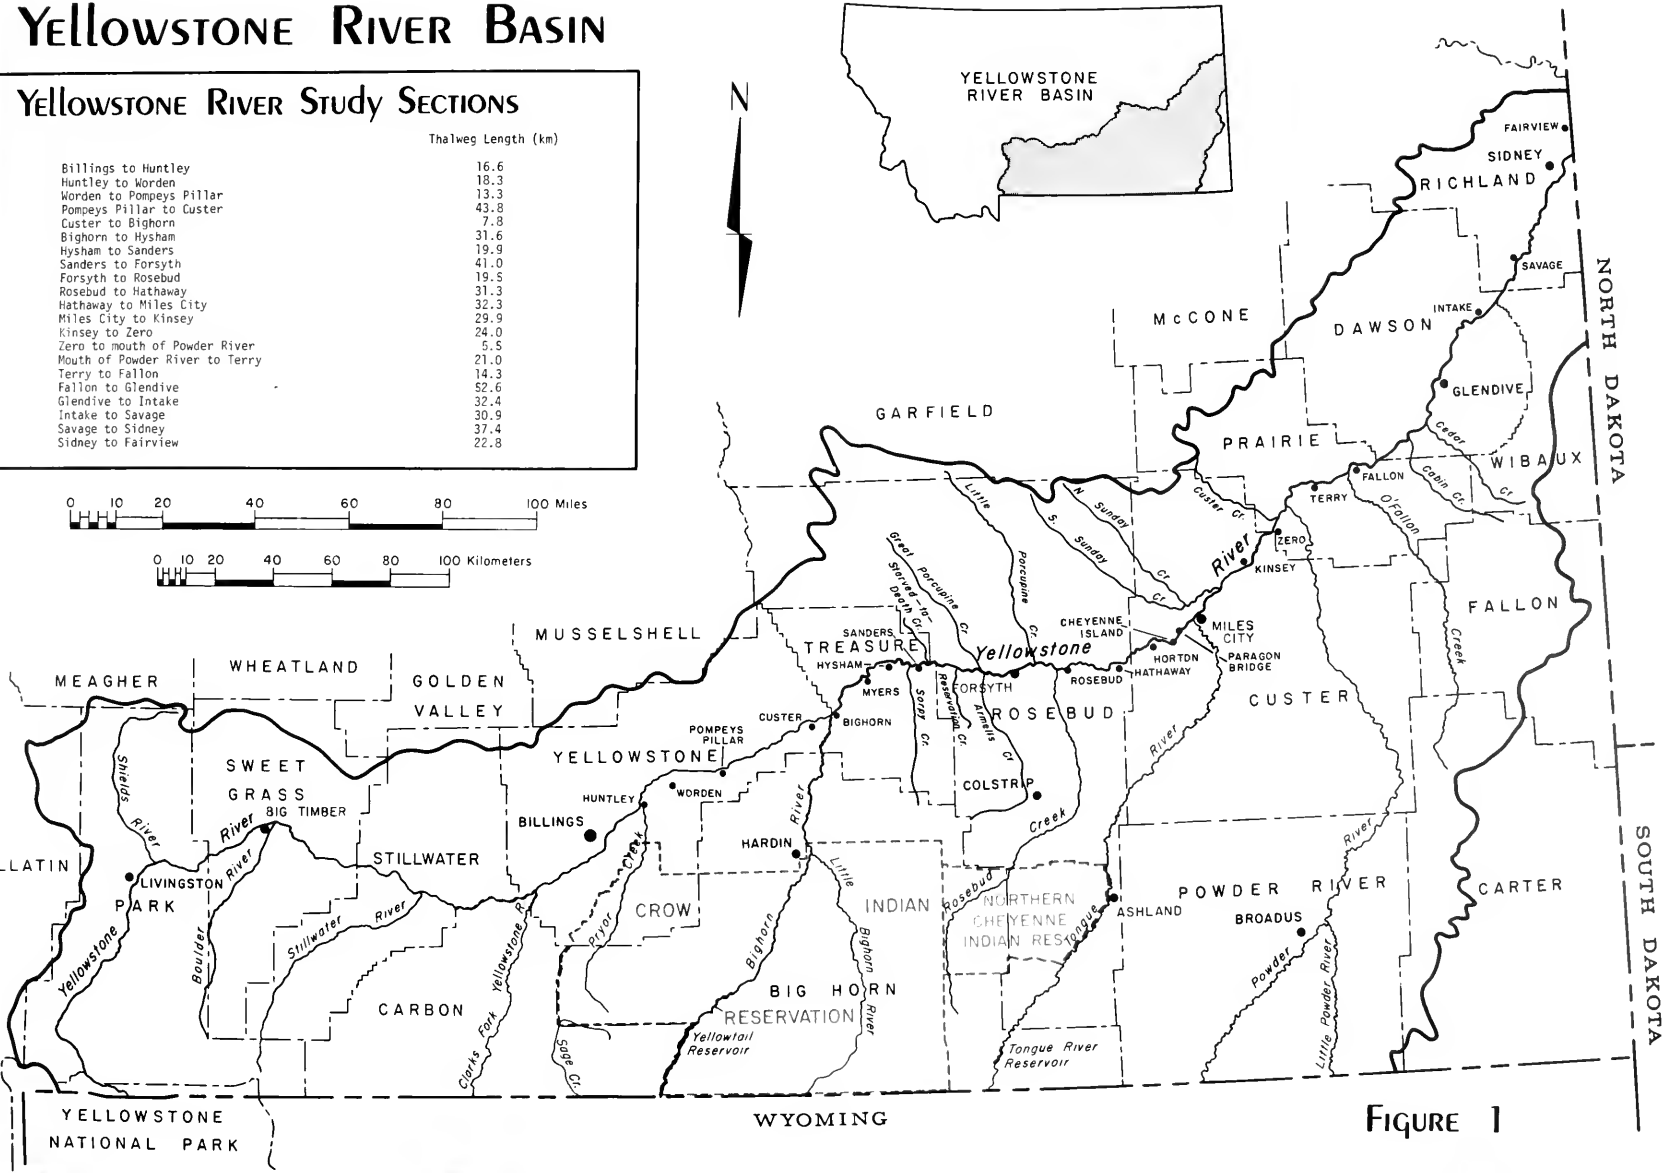 Yellowstone River Basin
Yellowstone River Study Sections
Thalweg Length (km)
Billings to Huntley 16.6
Huntley to Worden 18.3
Worden to Pompeys Pillar 13.3
Pompeys Pillar to Custer 43.8
Custer to Bighorn 7.8
Bighorn to Hysham 31.6
Hysham to Sanders 19.9
Sanders to Forsyth 41.0
Forsyth to Rosebud 19.5
Rosebud to Hathaway 31.3
Hathaway to Miles City 32.3
Miles City to Kinsey 29.9
Kinsey to Zero 24.0
Zero to mouth of Powder River 5.5
Mouth of Powder River to Terry 21.0
Terry to Fallon 14.3
Fallon to Glendive 52.6
Glendive to Intake 32.4
Intake to Savage 30.9
Savage to Sidney 37.4
Sidney to Fairview 22.8
0 10 20 40 60 80 100 Miles
0 10 20 40 60 80 100 Kilometers
N
YELLOWSTONE
RIVER BASIN
FAIRVIEW
SIDNEY
RICHLAND
SAVAGE
INTAKE
McCONE
DAWSON
GLENDIVE
NORTH DAKOTA
GARFIELD
PRAIRIE
Cedar
Cr.
WIBAUX
Cabin Cr.
FALLON
TERRY
O'Fallon
Creek
Custer Cr.
ZERO
KINSEY
River
N
Sunday
Cr.
S.
Sunday
Cr.
Little
Porcupine
Cr.
Great
Porcupine
Cr.
Starved-to-
Death Cr.
FALLON
MUSSELSHELL
WHEATLAND
MEAGHER
GOLDEN
VALLEY
SANDERS
TREASURE
HYSHAM
MYERS
Yellowstone
CHEYENNE
ISLAND
MILES
CITY
HORTON
PARAGON
BRIDGE
HATHAWAY
ROSEBUD
FORSYTH
ROSEBUD
CUSTER
Sarpy Cr.
Reservation Cr.
Armells
Cr
COLSTRIP
Creek
Rosebud
River
Tongue
CUSTER
BIGHORN
POMPEYS
PILLAR
YELLOWSTONE
WORDEN
HUNTLEY
BILLINGS
SWEET
GRASS
BIG TIMBER
Shields
River
River
River
Boulder
STILLWATER
LLATIN
LIVINGSTON
PARK
Yellowstone
Stillwater River
CARBON
Clarks Fork Yellowstone R.
Pryor Creek
CROW
INDIAN
RESERVATION
HARDIN
River
Bighorn
Little
Bighorn
River
BIG HORN
Yellowtail
Reservoir
Sage Cr.
NORTHERN
CHEYENNE
INDIAN RES
ASHLAND
Tongue River
Reservoir
POWDER RIVER
BROADUS
River
Powder
Little Powder River
CARTER
SOUTH DAKOTA
YELLOWSTONE
NATIONAL PARK
WYOMING
Figure 1